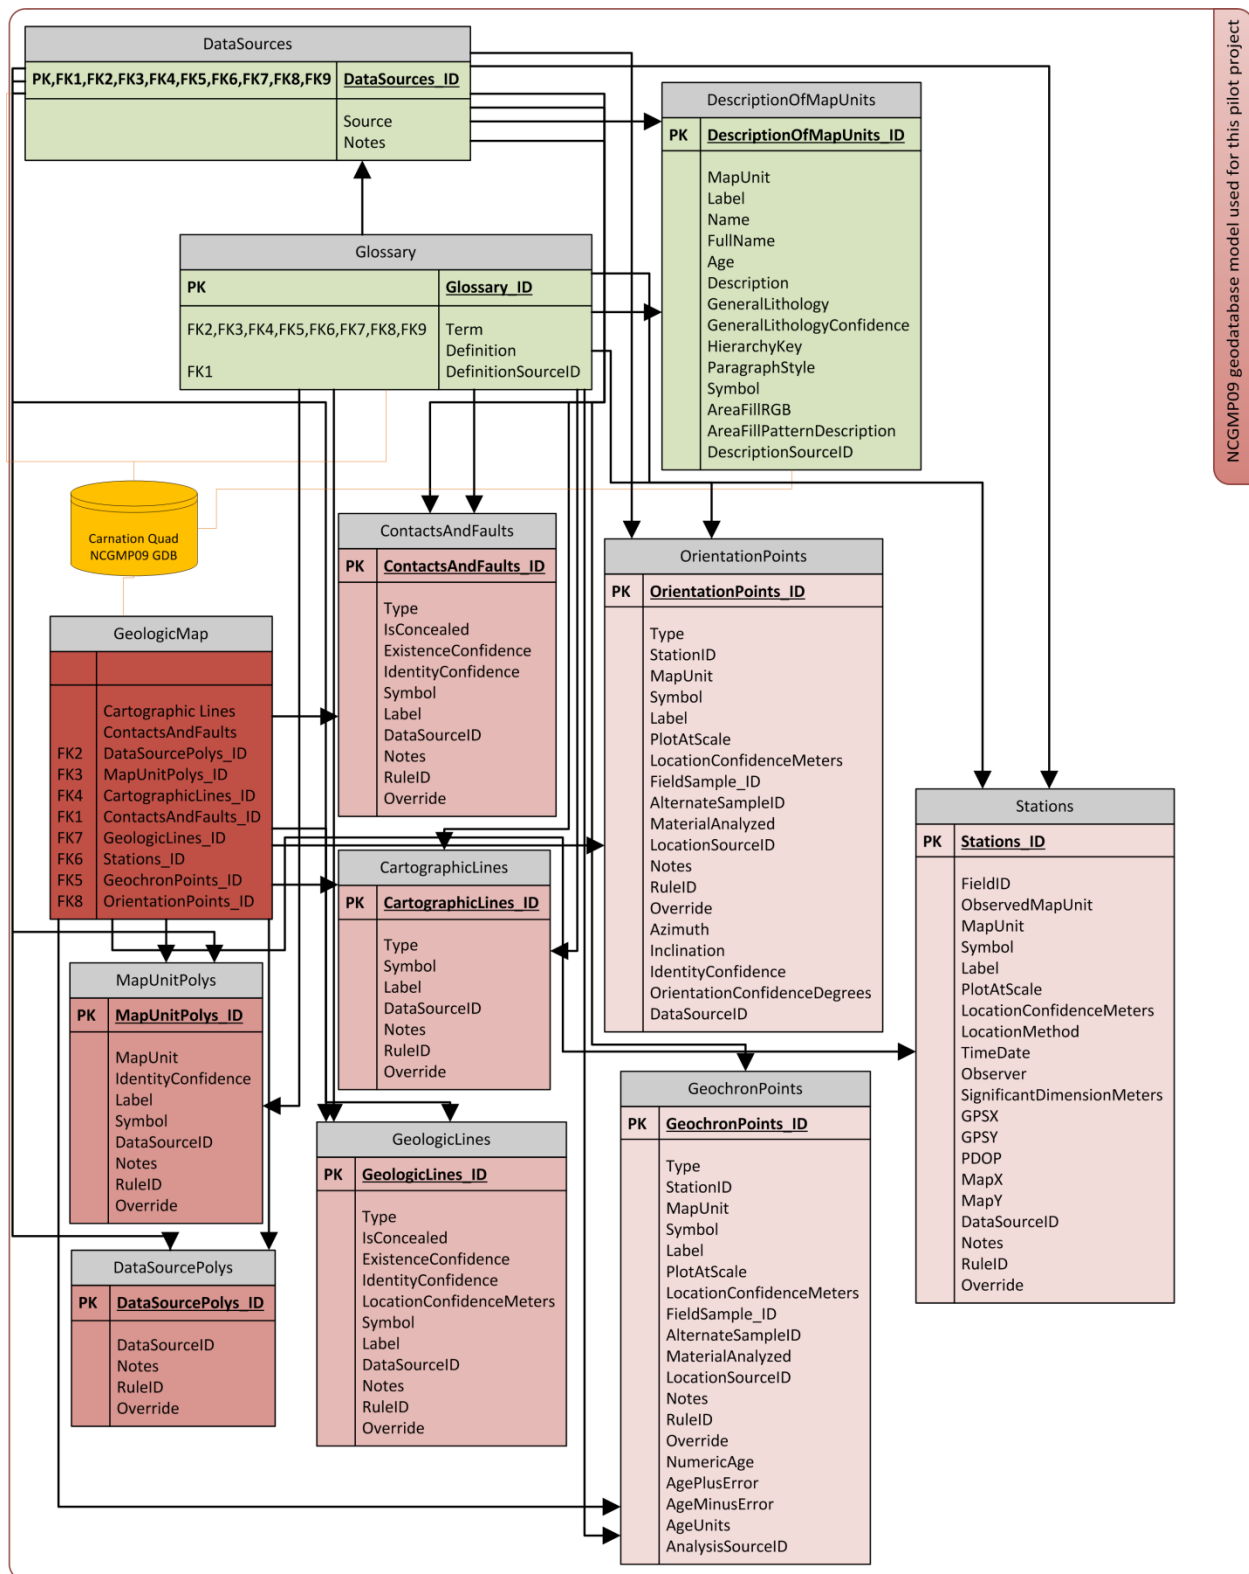 DataSources
PK,FK1,FK2,FK3,FK4,FK5,FK6,FK7,FK8,FK9 DataSources_ID
Source
Notes
NCGMP09 geodatabase model used for this pilot project
DescriptionOfMapUnits
PK DescriptionOfMapUnits_ID
MapUnit
Label
Name
FullName
Age
Description
GeneralLithology
GeneralLithologyConfidence
HierarchyKey
ParagraphStyle
Symbol
AreaFillRGB
AreaFillPatternDescription
DescriptionSourceID
Glossary
PK Glossary_ID
FK2,FK3,FK4,FK5,FK6,FK7,FK8,FK9 Term
Definition
FK1 DefinitionSourceID
Carnation Quad
NCGMP09 GDB
ContactsAndFaults
PK ContactsAndFaults_ID
Type
IsConcealed
ExistenceConfidence
IdentityConfidence
Symbol
Label
DataSourceID
Notes
RuleID
Override
OrientationPoints
PK OrientationPoints_ID
Type
StationID
MapUnit
Symbol
Label
PlotAtScale
LocationConfidenceMeters
FieldSample_ID
AlternateSampleID
MaterialAnalyzed
LocationSourceID
Notes
RuleID
Override
Azimuth
Inclination
IdentityConfidence
OrientationConfidenceDegrees
DataSourceID
GeologicMap
Cartographic Lines
ContactsAndFaults
FK2 DataSourcePolys_ID
FK3 MapUnitPolys_ID
FK4 CartographicLines_ID
FK1 ContactsAndFaults_ID
FK7 GeologicLines_ID
FK6 Stations_ID
FK5 GeochronPoints_ID
FK8 OrientationPoints_ID
Stations
PK Stations_ID
FieldID
ObservedMapUnit
MapUnit
Symbol
Label
PlotAtScale
LocationConfidenceMeters
LocationMethod
TimeDate
Observer
SignificantDimensionMeters
GPSX
GPSY
PDOP
MapX
MapY
DataSourceID
Notes
RuleID
Override
CartographicLines
PK CartographicLines_ID
Type
Symbol
Label
DataSourceID
Notes
RuleID
Override
MapUnitPolys
PK MapUnitPolys_ID
MapUnit
IdentityConfidence
Label
Symbol
DataSourceID
Notes
RuleID
Override
GeochronPoints
PK GeochronPoints_ID
Type
StationID
MapUnit
Symbol
Label
PlotAtScale
LocationConfidenceMeters
FieldSample_ID
AlternateSampleID
MaterialAnalyzed
LocationSourceID
Notes
RuleID
Override
NumericAge
AgePlusError
AgeMinusError
AgeUnits
AnalysisSourceID
GeologicLines
PK GeologicLines_ID
Type
IsConcealed
ExistenceConfidence
IdentityConfidence
LocationConfidenceMeters
Symbol
Label
DataSourceID
Notes
RuleID
Override
DataSourcePolys
PK DataSourcePolys_ID
DataSourceID
Notes
RuleID
Override